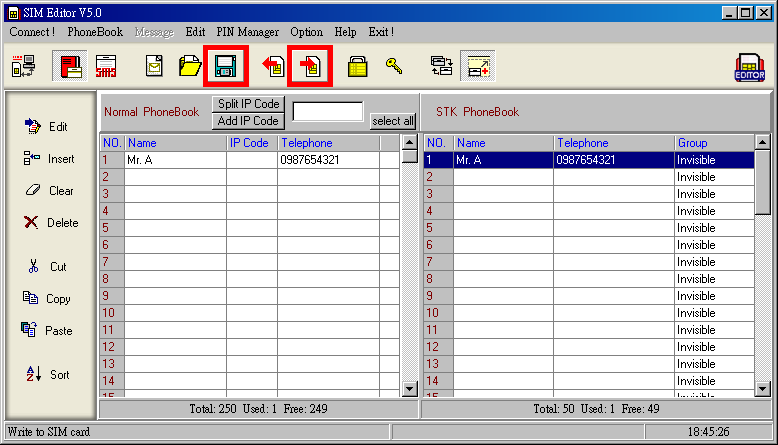 SIM Editor V5.0
Connect ! PhoneBook Message Edit PIN Manager Option Help Exit !
SMS
EDITOR
Normal PhoneBook
Split IP Code
Add IP Code
select all
STK PhoneBook
Edit
Insert
Clear
Delete
Cut
Copy
Paste
Sort
NO. Name IP Code Telephone
1 Mr. A 0987654321
2
3
4
5
6
7
8
9
10
11
12
13
14
15
Total: 250 Used: 1 Free: 249
NO. Name Telephone Group
1 Mr. A 0987654321 Invisible
2 Invisible
3 Invisible
4 Invisible
5 Invisible
6 Invisible
7 Invisible
8 Invisible
9 Invisible
10 Invisible
11 Invisible
12 Invisible
13 Invisible
14 Invisible
15 Invisible
Total: 50 Used: 1 Free: 49
Write to SIM card
18:45:26